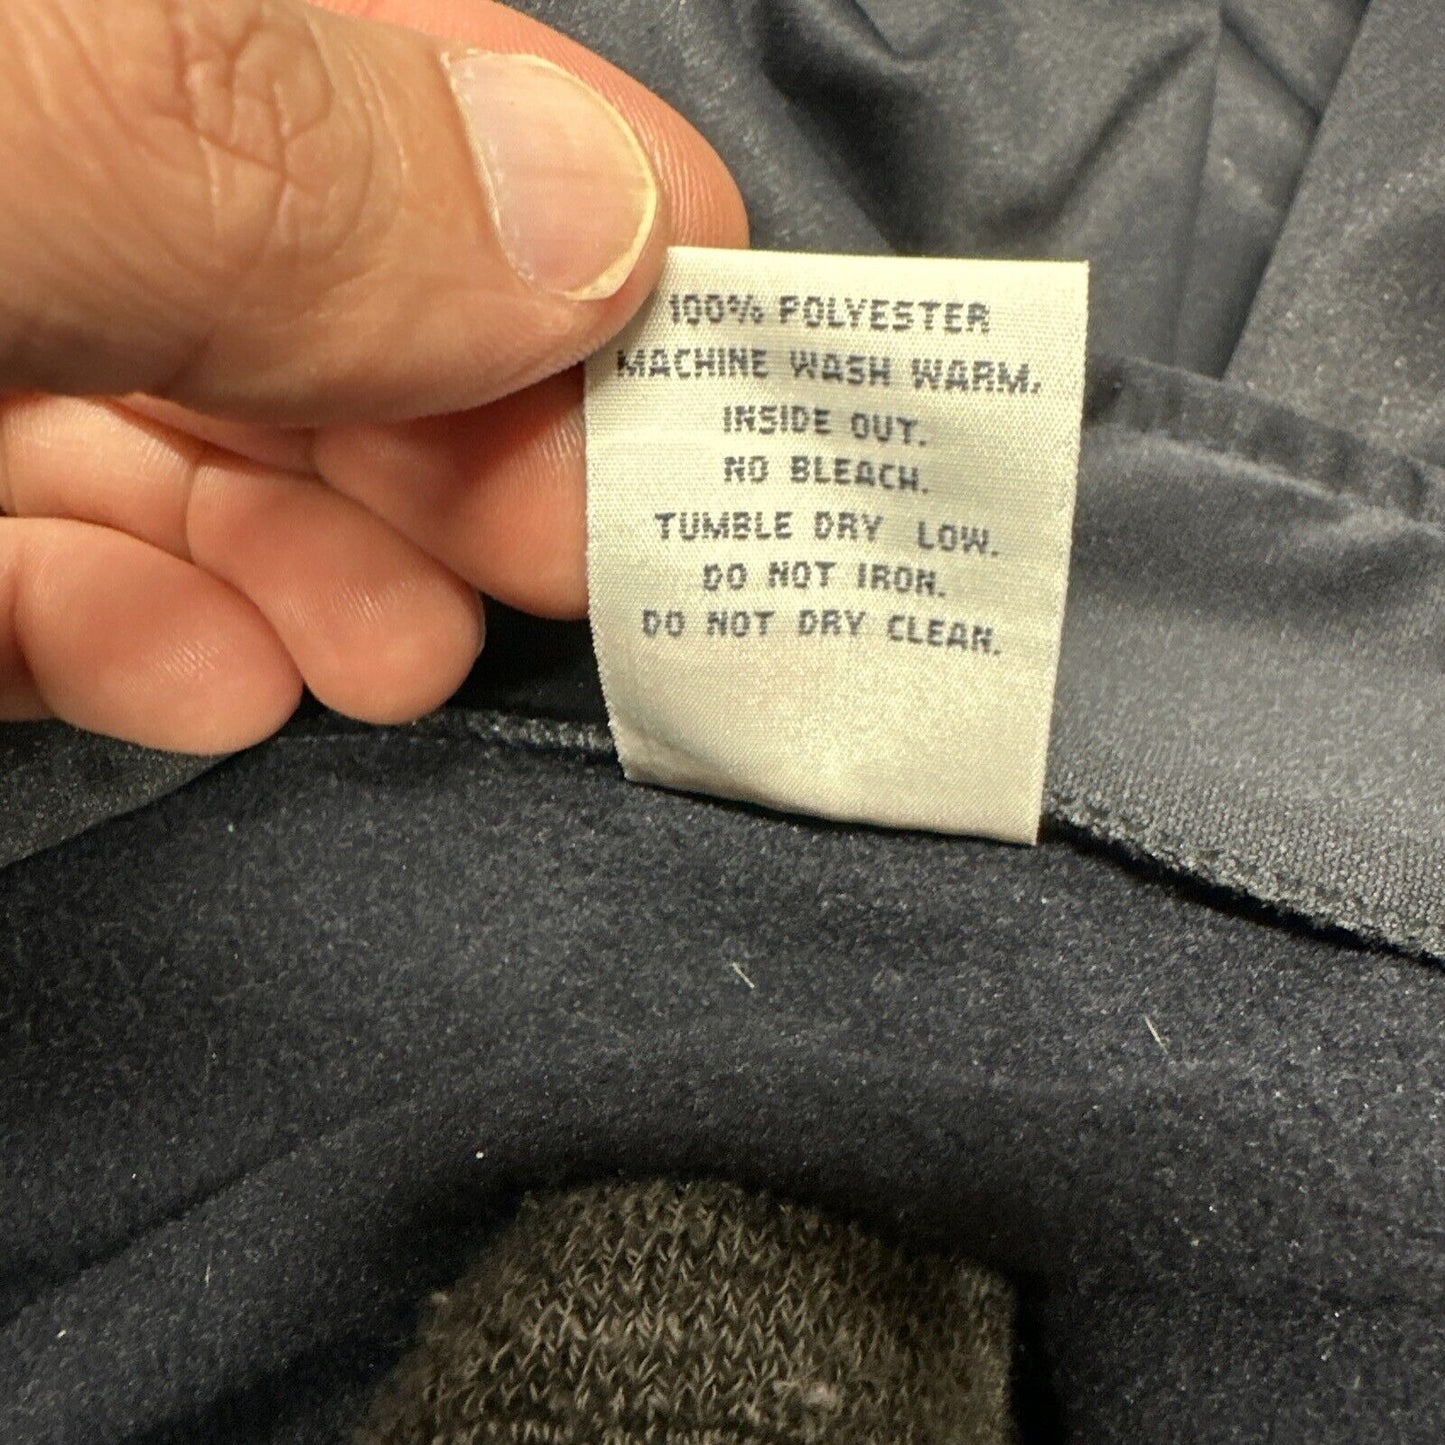 100% POLYESTER
MACHINE WASH WARM,
INSIDE OUT.
NO BLEACH.
TUMBLE DRY LOW.
DO NOT IRON.
DO NOT DRY CLEAN.